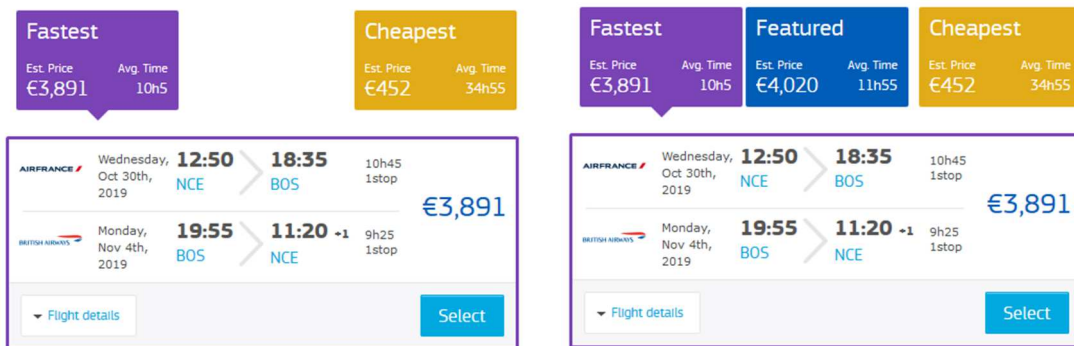 Fastest
Est. Price Avg. Time
€3,891 10h5
Cheapest
Est. Price Avg. Time
€452 34h55
AIRFRANCE
Wednesday,
Oct 30th,
2019
12:50
NCE
18:35
BOS
10h45
1stop
BRITISH AIRWAYS
Monday,
Nov 4th,
2019
19:55
BOS
11:20 +1
NCE
9h25
1stop
€3,891
Flight details
Select
Fastest
Est. Price Avg. Time
€3,891 10h5
Featured
Est. Price Avg. Time
€4,020 11h55
Cheapest
Est. Price Avg. Time
€452 34h55
AIRFRANCE
Wednesday,
Oct 30th,
2019
12:50
NCE
18:35
BOS
10h45
1stop
BRITISH AIRWAYS
Monday,
Nov 4th,
2019
19:55
BOS
11:20 +1
NCE
9h25
1stop
€3,891
Flight details
Select